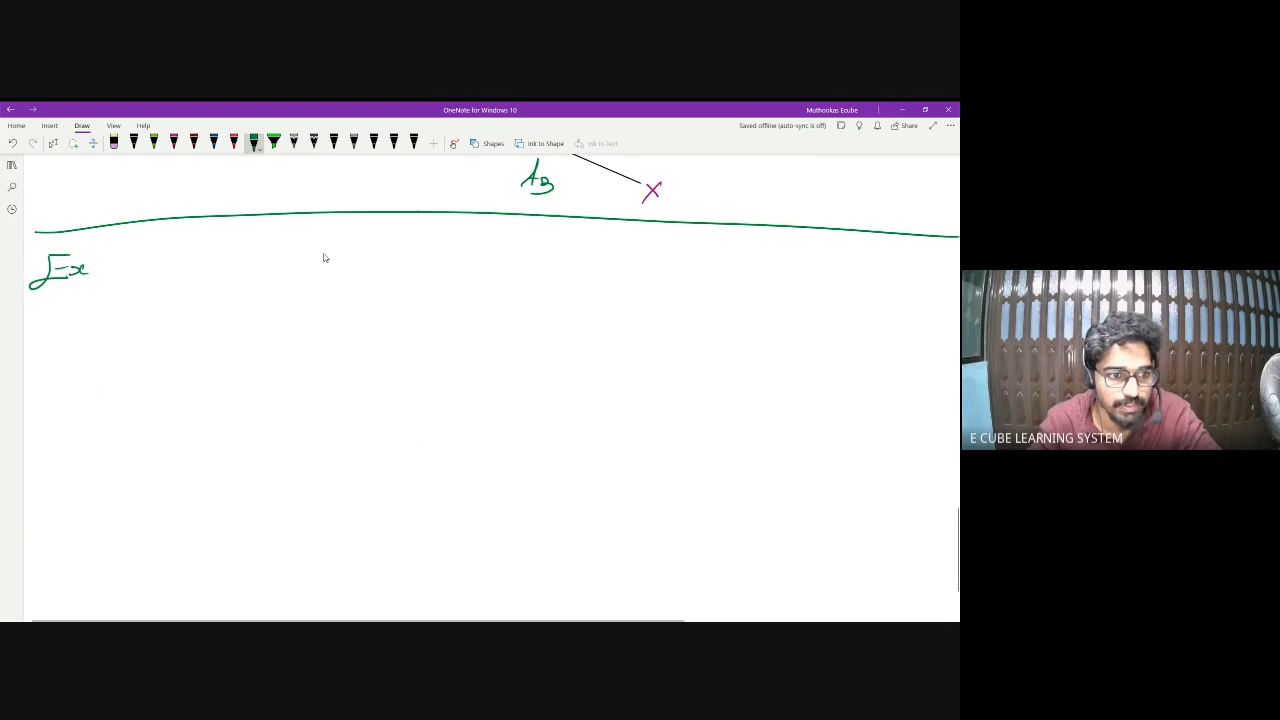 OneNote for Windows 10
Muthookas Ecube
Home Insert Draw View Help
Saved offline (auto-sync is off)
Share
Shapes
Ink to Shape
Ink to Text
A3
X
Ex
E CUBE LEARNING SYSTEM